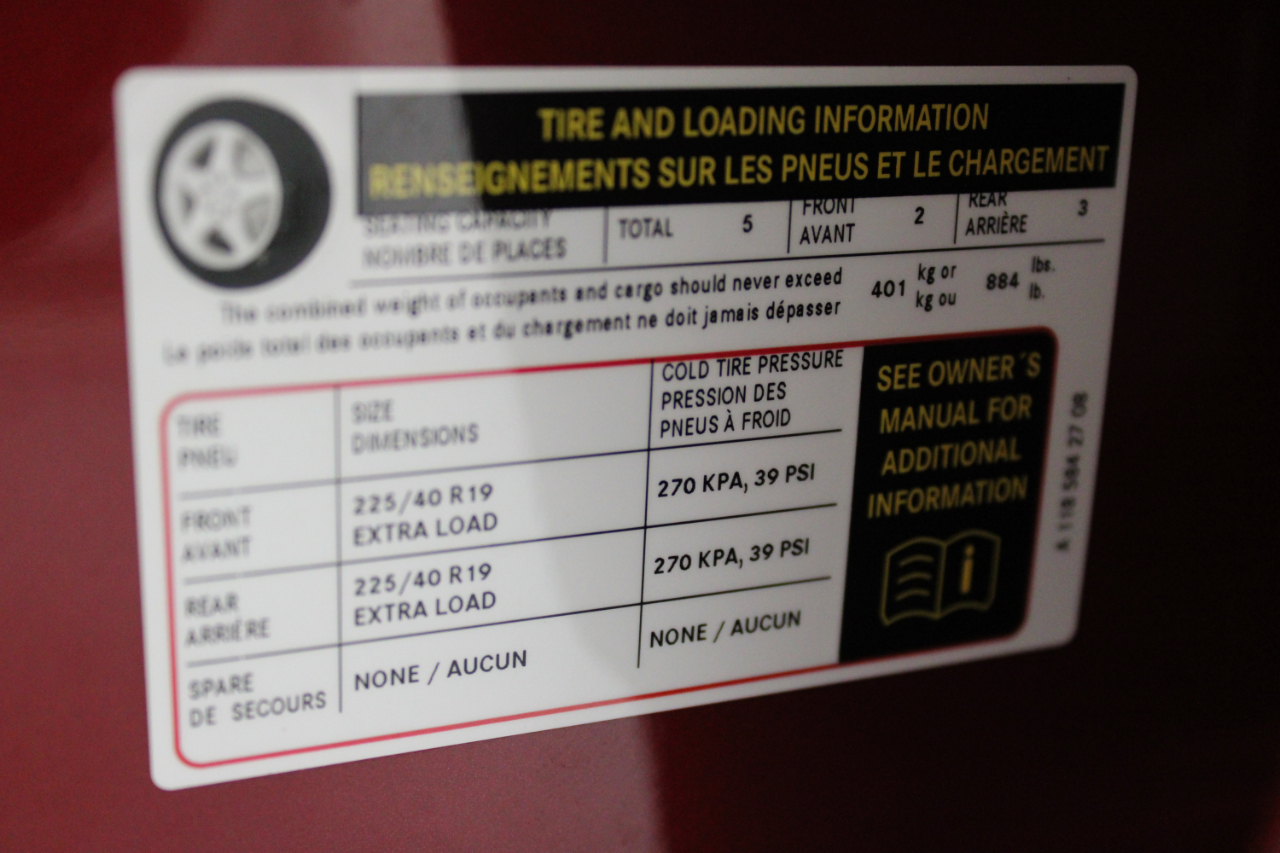 TIRE AND LOADING INFORMATION
RENSEIGNEMENTS SUR LES PNEUS ET LE CHARGEMENT
SEATING CAPACITY
NOMBRE DE PLACES
TOTAL 5
FRONT
AVANT
2
REAR
ARRIÈRE
3
The combined weight of occupants and cargo should never exceed
Le poids total des occupants et du chargement ne doit jamais dépasser
401
kg or
kg ou
884
lbs.
lb.
TIRE
PNEU
SIZE
DIMENSIONS
COLD TIRE PRESSURE
PRESSION DES
PNEUS À FROID
FRONT
AVANT
225/40 R19
EXTRA LOAD
270 KPA, 39 PSI
REAR
ARRIÉRE
225/40 R19
EXTRA LOAD
270 KPA, 39 PSI
SPARE
DE SECOURS
NONE / AUCUN
NONE / AUCUN
SEE OWNER´S
MANUAL FOR
ADDITIONAL
INFORMATION
A 118 584 27 08